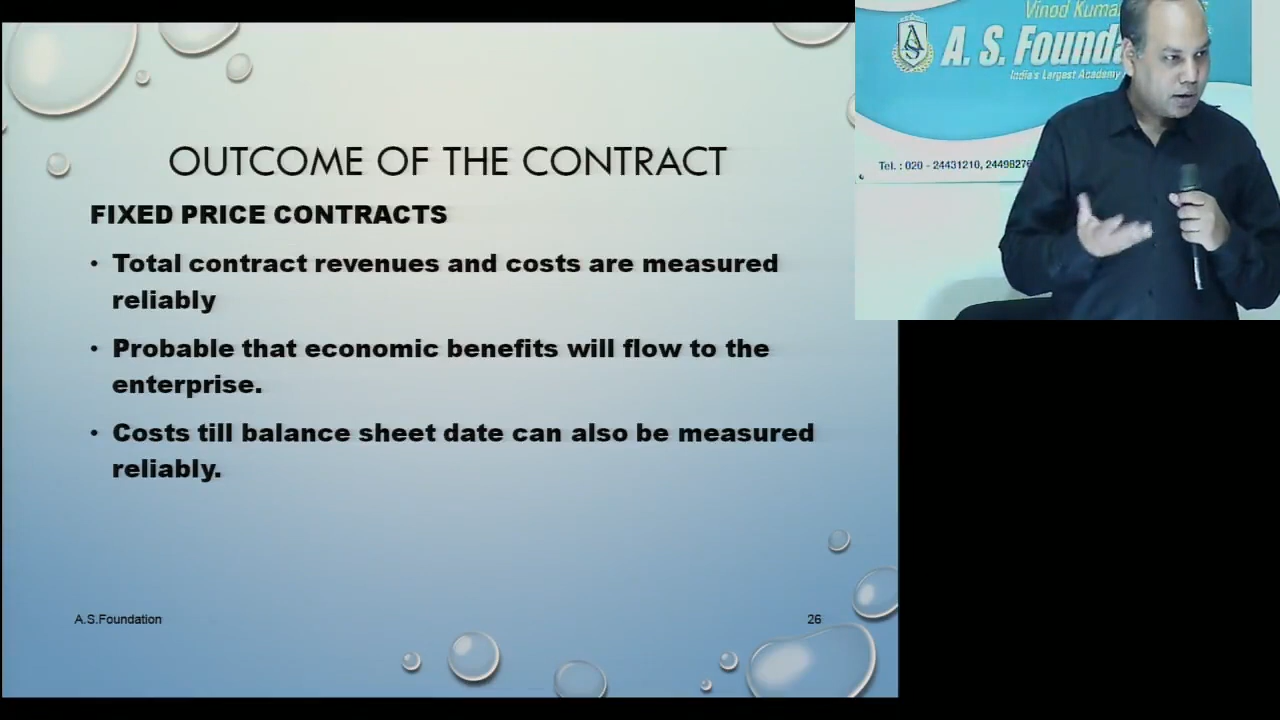 OUTCOME OF THE CONTRACT
FIXED PRICE CONTRACTS
• Total contract revenues and costs are measured
reliably
• Probable that economic benefits will flow to the
enterprise.
• Costs till balance sheet date can also be measured
reliably.
A.S.Foundation
26
Vinod
A. S.
India's Largest Academy
Tel. : 020 - 24431210,